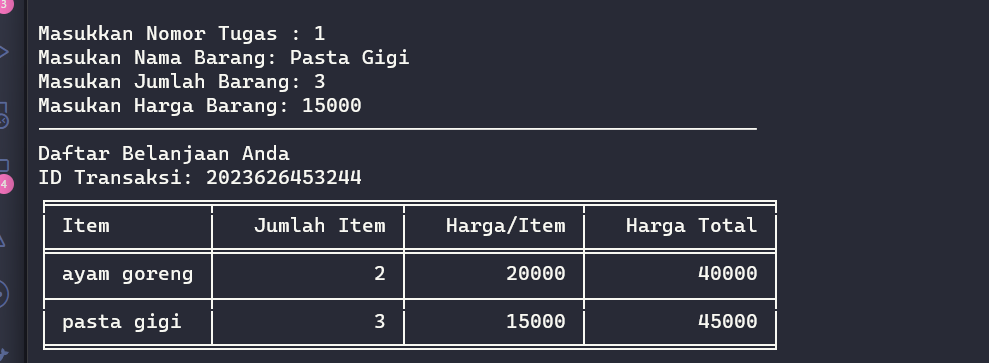 3
Masukkan Nomor Tugas : 1
Masukan Nama Barang: Pasta Gigi
Masukan Jumlah Barang: 3
Masukan Harga Barang: 15000
Daftar Belanjaan Anda
ID Transaksi: 2023626453244
4
Item Jumlah Item Harga/Item Harga Total
ayam goreng 2 20000 40000
pasta gigi 3 15000 45000